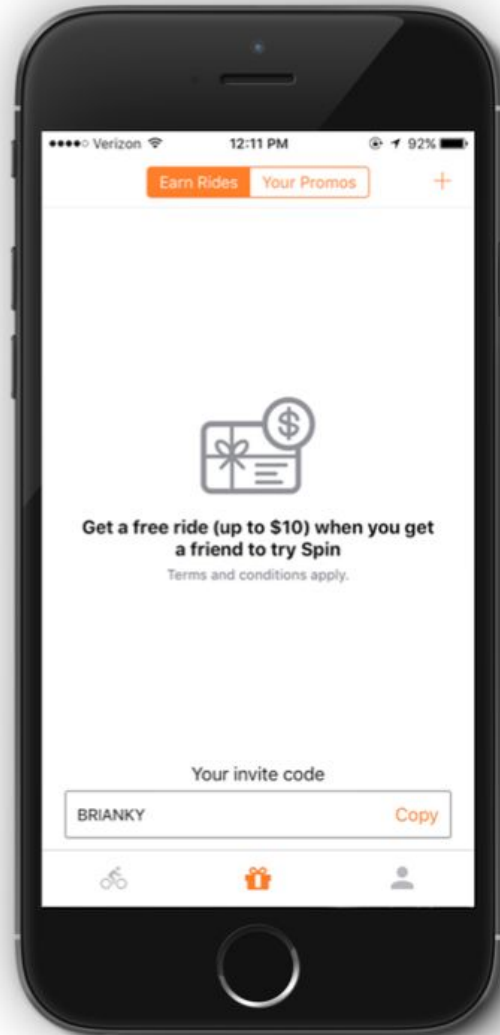 Verizon 12:11 PM 92%
Earn Rides Your Promos +
$
Get a free ride (up to $10) when you get
a friend to try Spin
Terms and conditions apply.
Your invite code
BRIANKY Copy